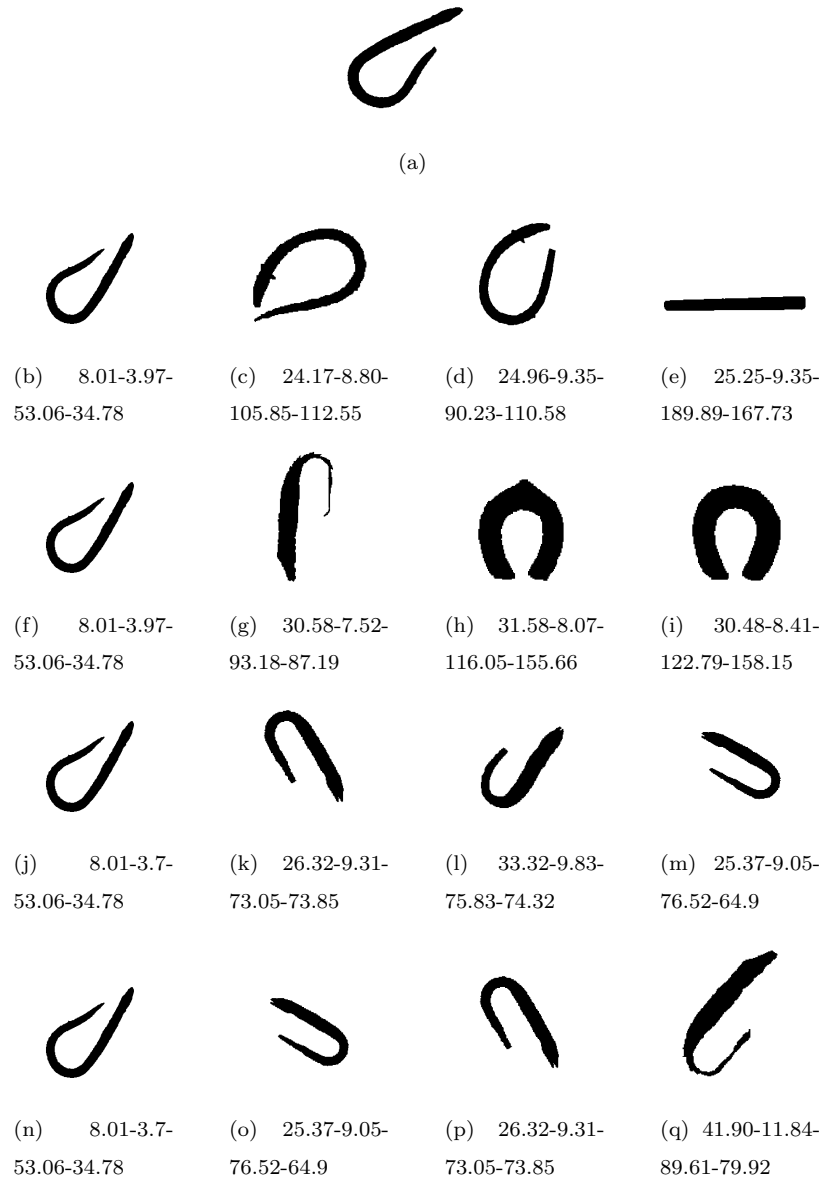 (a)
(b) 8.01-3.97- (c) 24.17-8.80- (d) 24.96-9.35- (e) 25.25-9.35-
53.06-34.78 105.85-112.55 90.23-110.58 189.89-167.73
(f) 8.01-3.97- (g) 30.58-7.52- (h) 31.58-8.07- (i) 30.48-8.41-
53.06-34.78 93.18-87.19 116.05-155.66 122.79-158.15
(j) 8.01-3.7- (k) 26.32-9.31- (l) 33.32-9.83- (m) 25.37-9.05-
53.06-34.78 73.05-73.85 75.83-74.32 76.52-64.9
(n) 8.01-3.7- (o) 25.37-9.05- (p) 26.32-9.31- (q) 41.90-11.84-
53.06-34.78 76.52-64.9 73.05-73.85 89.61-79.92